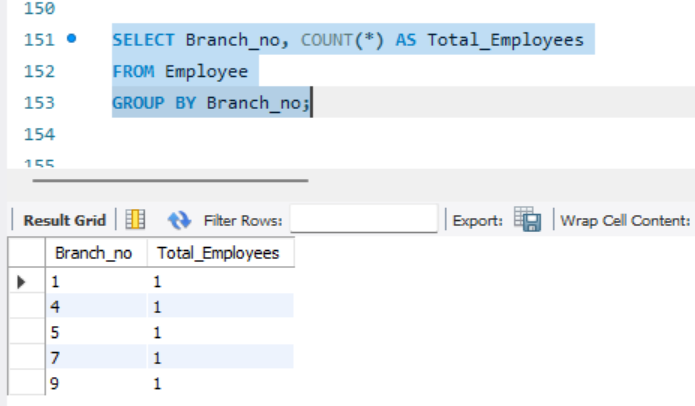 150
151 SELECT Branch_no, COUNT(*) AS Total_Employees
152 FROM Employee
153 GROUP BY Branch_no;
154
155
Result Grid Filter Rows: Export: Wrap Cell Content:
Branch_no Total_Employees
1 1
4 1
5 1
7 1
9 1